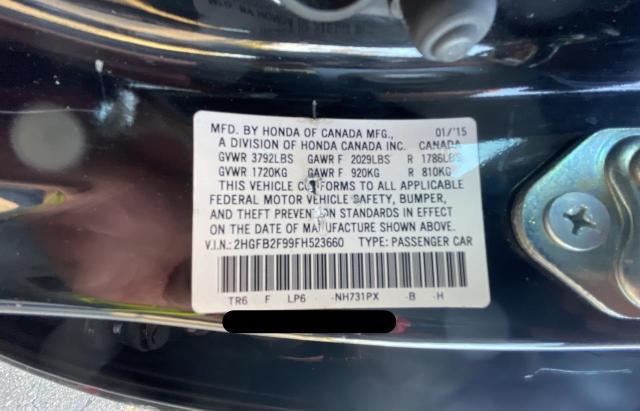 MFD. BY HONDA OF CANADA MFG., 01/'15
A DIVISION OF HONDA CANADA INC. CANADA
GVWR 3792LBS GAWR F 2029LBS R 1786LBS
GVWR 1720KG GAWR F 920KG R 810KG
THIS VEHICLE CONFORMS TO ALL APPLICABLE
FEDERAL MOTOR VEHICLE SAFETY, BUMPER,
AND THEFT PREVENTION STANDARDS IN EFFECT
ON THE DATE OF MANUFACTURE SHOWN ABOVE.
V.I.N.: 2HGFB2F99FH523660 TYPE: PASSENGER CAR
TR6 F LP6 -NH731PX -B -H